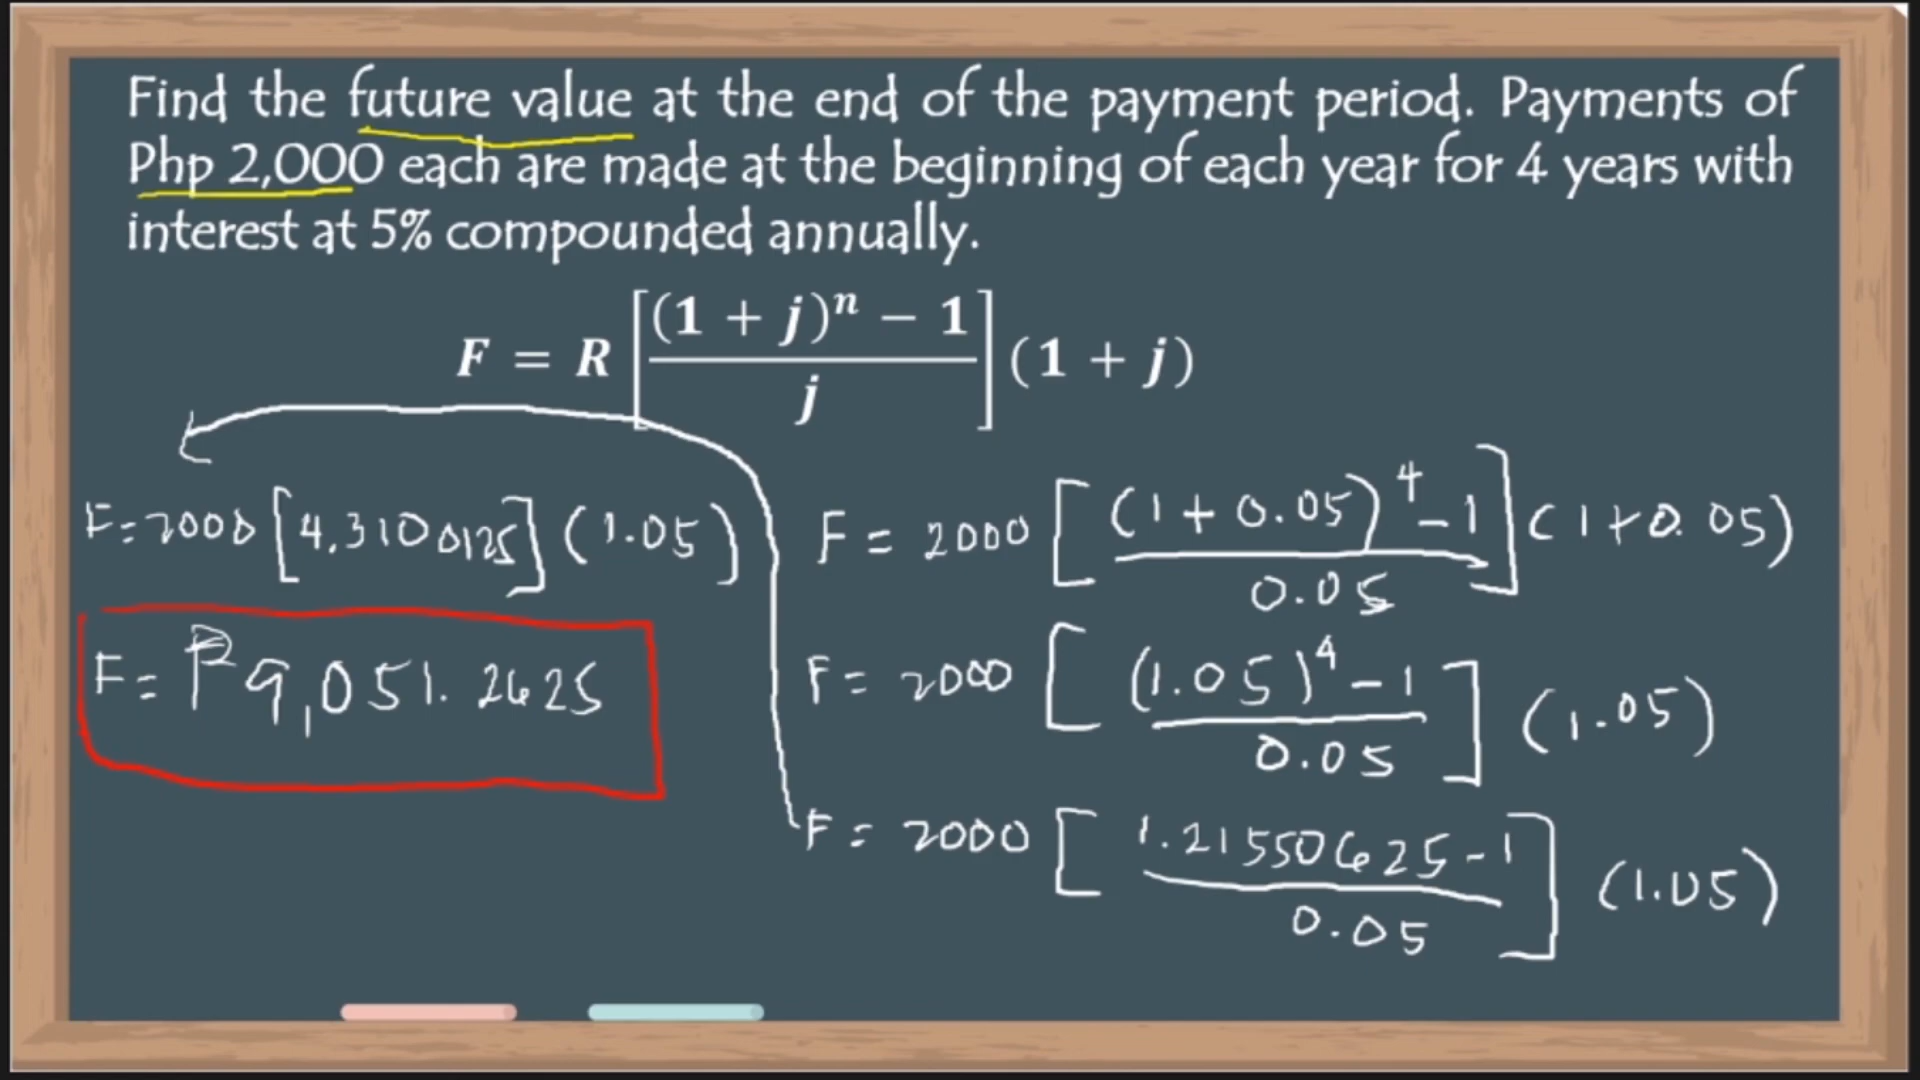 Find the future value at the end of the payment period. Payments of
Php 2,000 each are made at the beginning of each year for 4 years with
interest at 5% compounded annually.
F = R [((1 + j)ⁿ − 1) / j] (1 + j)
F = 2000 [((1 + 0.05)⁴ − 1) / 0.05] (1 + 0.05)
F = 2000 [((1.05)⁴ − 1) / 0.05] (1.05)
F = 2000 [(1.21550625 − 1) / 0.05] (1.05)
F = 2000 [4.3100125] (1.05)
F = ₱9,051.2625